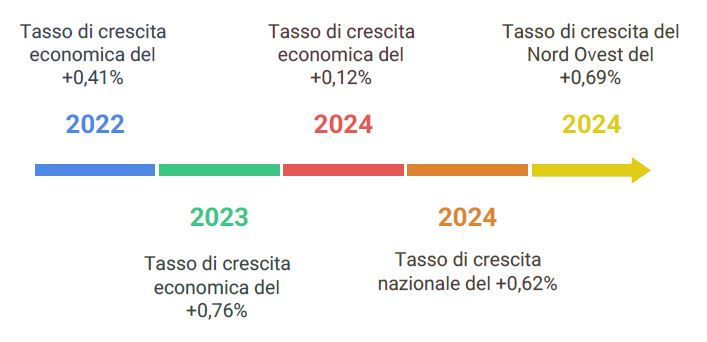 Tasso di crescita
economica del
+0,41%
2022
Tasso di crescita
economica del
+0,12%
2024
Tasso di crescita del
Nord Ovest del
+0,69%
2024
2023
Tasso di crescita
economica del
+0,76%
2024
Tasso di crescita
nazionale del +0,62%